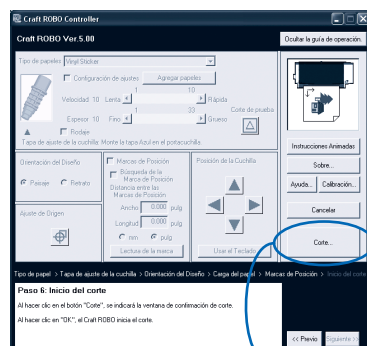 Craft ROBO Controller
Craft ROBO Ver.5.00
Ocultar la guía de operación.
Tipo de papeles Vinyl Sticker
Configuración de ajustes Agregar papeles
1 10
Velocidad 10 Lenta Rápida
1 33
Espesor 10 Fino Grueso
Corte de prueba
Rodaje
Tapa de ajuste de la cuchilla: Monte la tapa Azul en el portacuchilla.
Orientación del Diseño
Paisaje Retrato
Ajuste de Origen
Marcas de Posición
Búsqueda de la
Marca de Posición
Distancia entre las
Marcas de Posición
Ancho 0.000 pulg
Longitud 0.000 pulg
cm pulg
Lectura de la marca
Posición de la Cuchilla
Usar el Teclado
Instrucciones Animadas
Sobre...
Ayuda... Calibración...
Cancelar
Corte...
Tipo de papel > Tapa de ajuste de la cuchilla > Orientación del Diseño > Carga del papel > Marcas de Posición > Inicio del corte
Paso 6: Inicio del corte
Al hacer clic en el botón "Corte", se indicará la ventana de confirmación de corte.
Al hacer clic en "OK", el Craft ROBO inicia el corte.
<< Previo Siguiente >>